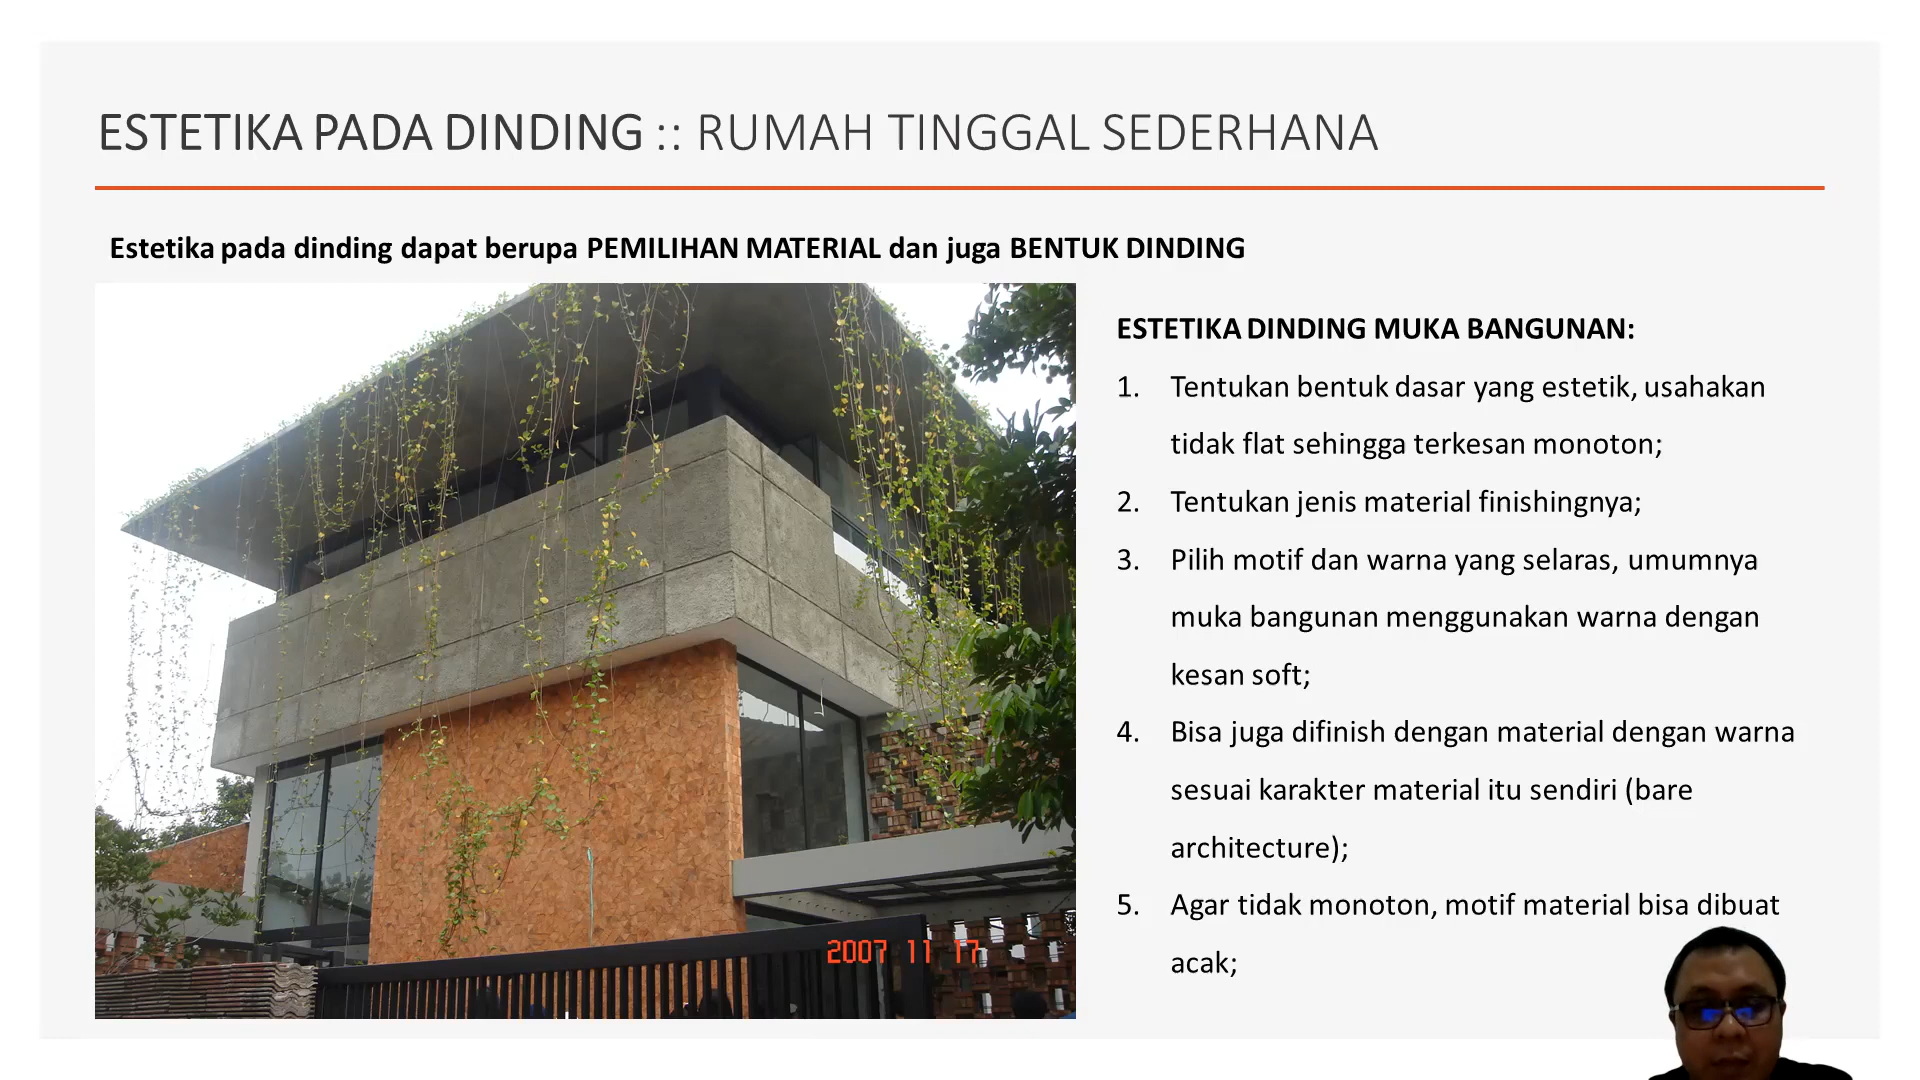 ESTETIKA PADA DINDING :: RUMAH TINGGAL SEDERHANA
Estetika pada dinding dapat berupa PEMILIHAN MATERIAL dan juga BENTUK DINDING
ESTETIKA DINDING MUKA BANGUNAN:
1. Tentukan bentuk dasar yang estetik, usahakan
tidak flat sehingga terkesan monoton;
2. Tentukan jenis material finishingnya;
3. Pilih motif dan warna yang selaras, umumnya
muka bangunan menggunakan warna dengan
kesan soft;
4. Bisa juga difinish dengan material dengan warna
sesuai karakter material itu sendiri (bare
architecture);
5. Agar tidak monoton, motif material bisa dibuat
acak;
2007 11 17